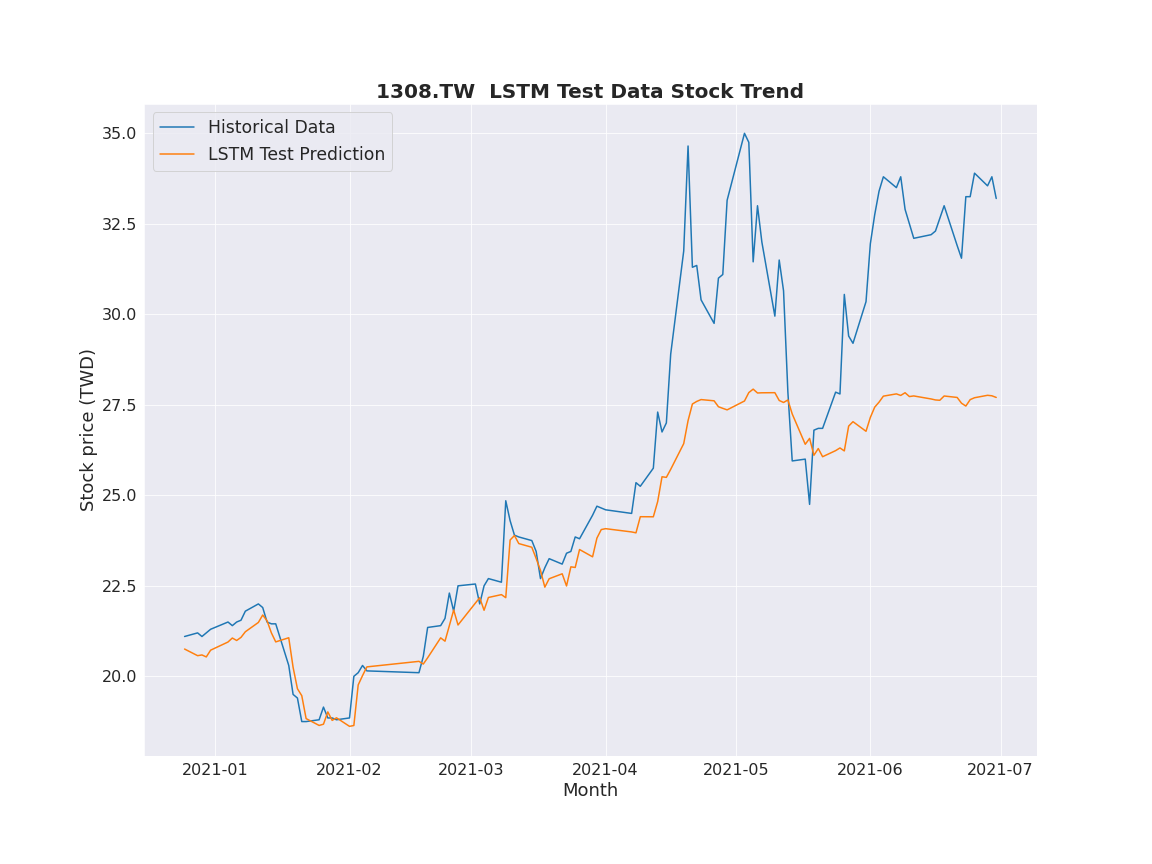 1308.TW  LSTM Test Data Stock Trend
Historical Data
LSTM Test Prediction
35.0
32.5
30.0
27.5
25.0
22.5
20.0
Stock price (TWD)
2021-01 2021-02 2021-03 2021-04 2021-05 2021-06 2021-07
Month